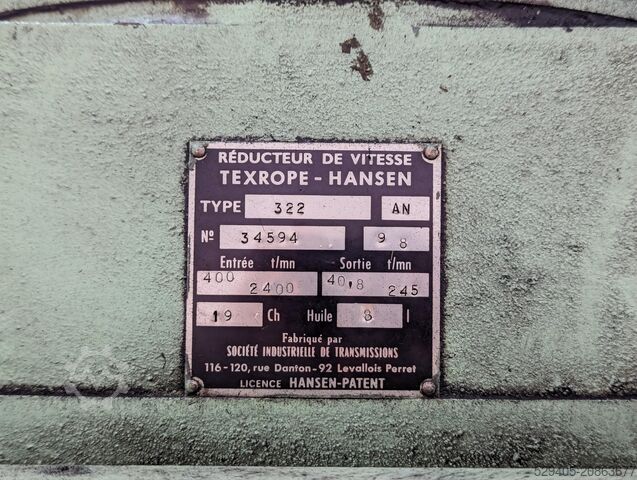 RÉDUCTEUR DE VITESSE
TEXROPE - HANSEN
TYPE 322 AN
Nº 34594 9 8
Entrée t/mn Sortie t/mn
400 2400 40,8 245
19 Ch Huile 8 l
Fabriqué par
SOCIÉTÉ INDUSTRIELLE DE TRANSMISSIONS
116-120, rue Danton-92 Levallois Perret
LICENCE HANSEN-PATENT
529405-20863677